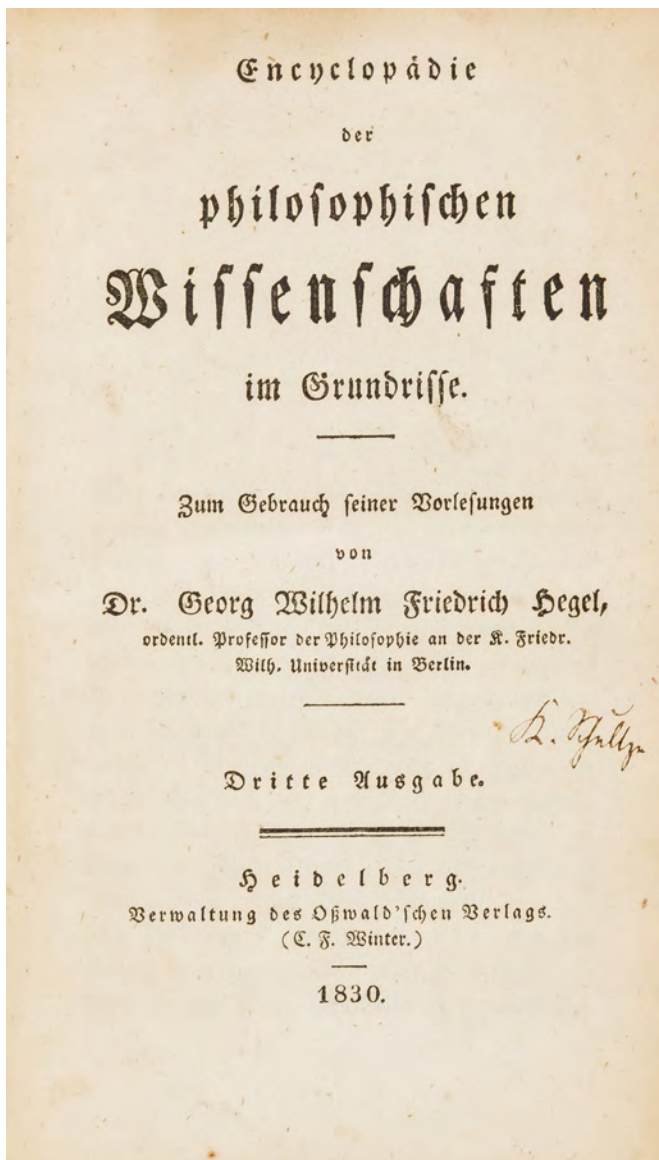 Encyclopädie
der
philosophischen
Wissenschaften
im Grundrisse.
Zum Gebrauch seiner Vorlesungen
von
Dr. Georg Wilhelm Friedrich Hegel,
ordentl. Professor der Philosophie an der K. Friedr.
Wilh. Universität in Berlin.
K. Schultze
Dritte Ausgabe.
Heidelberg.
Verwaltung des Oßwald'schen Verlags.
(C. F. Winter.)
1830.